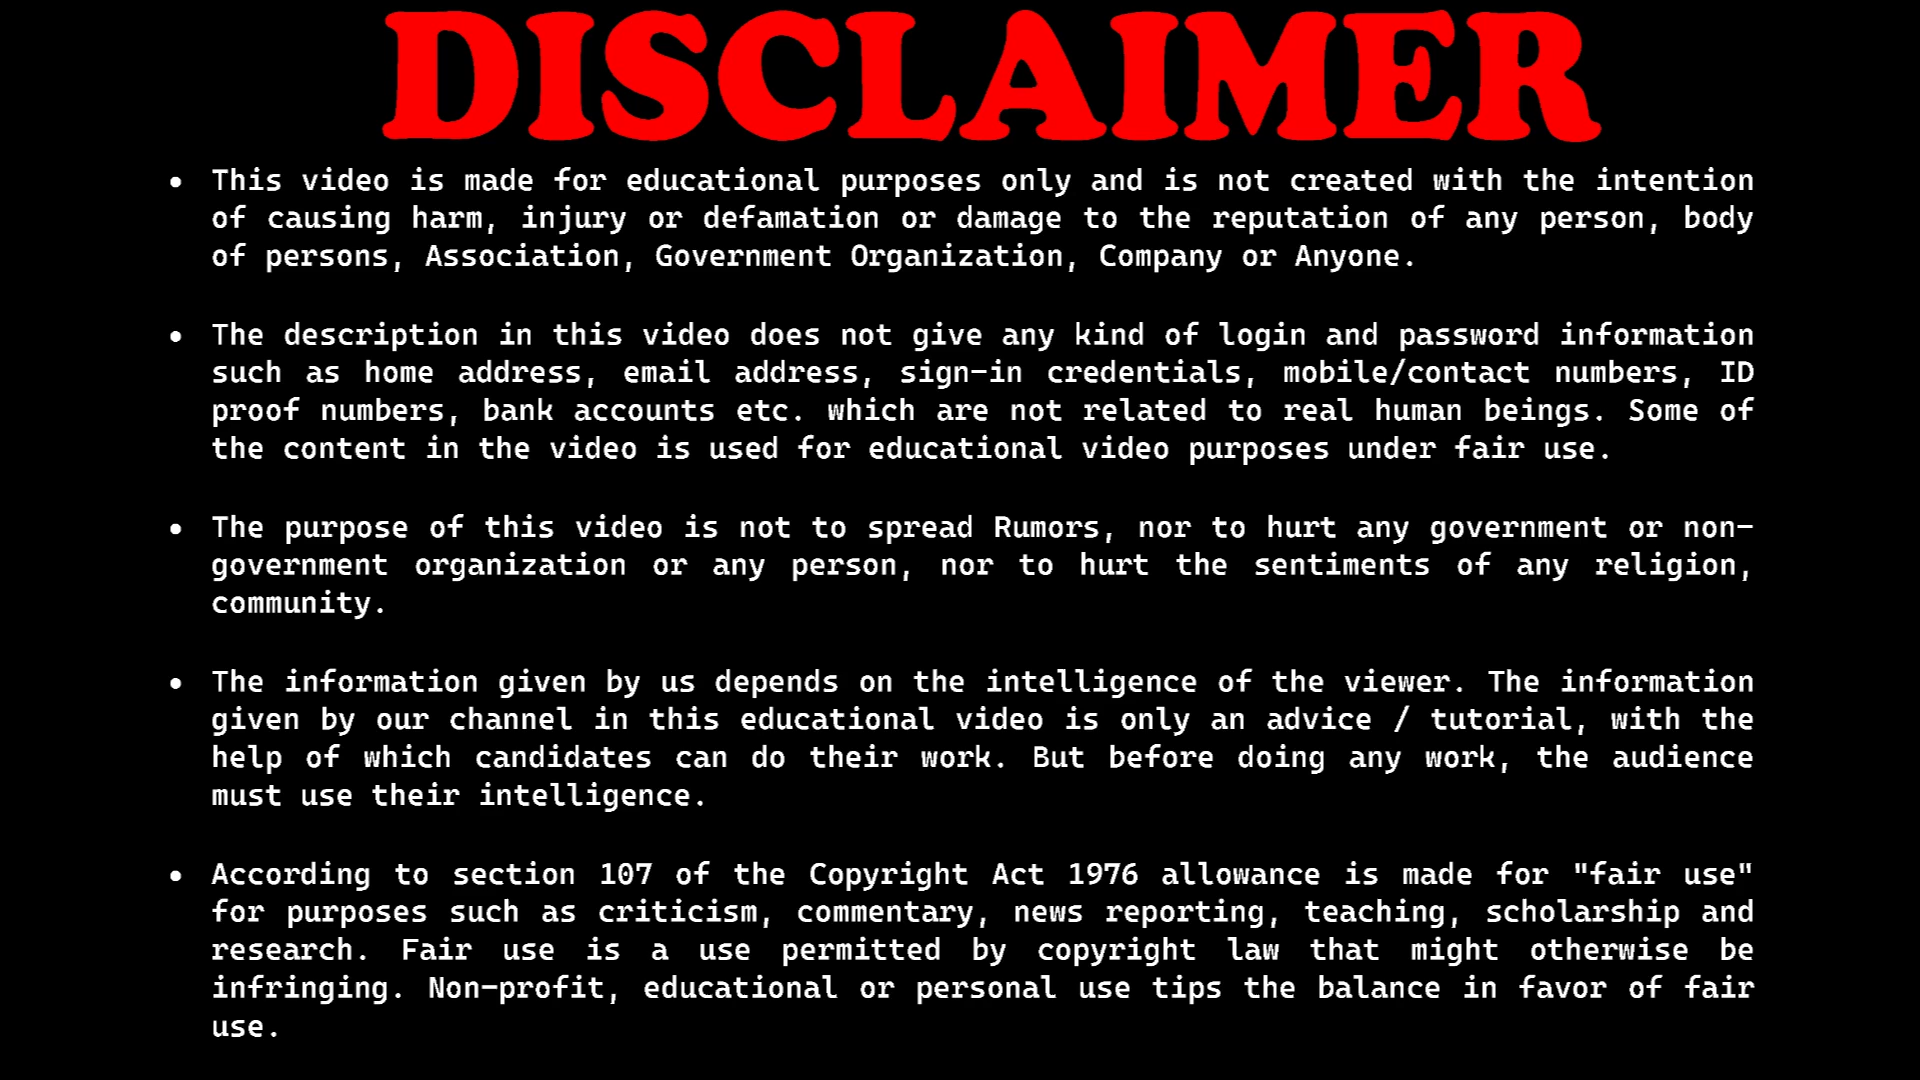 DISCLAIMER
• This video is made for educational purposes only and is not created with the intention
of causing harm, injury or defamation or damage to the reputation of any person, body
of persons, Association, Government Organization, Company or Anyone.
• The description in this video does not give any kind of login and password information
such as home address, email address, sign-in credentials, mobile/contact numbers, ID
proof numbers, bank accounts etc. which are not related to real human beings. Some of
the content in the video is used for educational video purposes under fair use.
• The purpose of this video is not to spread Rumors, nor to hurt any government or non-
government organization or any person, nor to hurt the sentiments of any religion,
community.
• The information given by us depends on the intelligence of the viewer. The information
given by our channel in this educational video is only an advice / tutorial, with the
help of which candidates can do their work. But before doing any work, the audience
must use their intelligence.
• According to section 107 of the Copyright Act 1976 allowance is made for "fair use"
for purposes such as criticism, commentary, news reporting, teaching, scholarship and
research. Fair use is a use permitted by copyright law that might otherwise be
infringing. Non-profit, educational or personal use tips the balance in favor of fair
use.